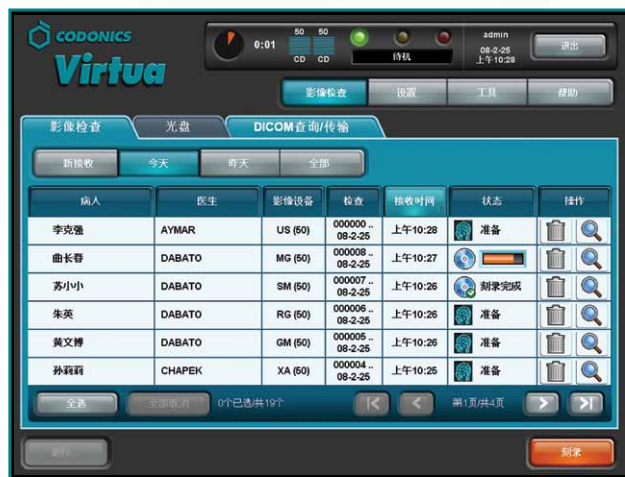 CODONICS
Virtua
0:01
50 50
CD CD
待机
admin
08-2-25
上午10:28
退出
影像检查 设置 工具 帮助
影像检查 光盘 DICOM查询/传输
新接收 今天 昨天 全部
病人 医生 影像设备 检查 接收时间 状态 操作
李克强 AYMAR US (50) 000000 .. 08-2-25 上午10:28 准备
曲长春 DABATO MG (50) 000008 .. 08-2-25 上午10:27
苏小小 DABATO SM (50) 000007 .. 08-2-25 上午10:26 刻录完成
朱英 DABATO RG (50) 000006 .. 08-2-25 上午10:26 准备
黄文博 DABATO GM (50) 000005 .. 08-2-25 上午10:26 准备
孙莉莉 CHAPEK XA (50) 000004 .. 08-2-25 上午10:25 准备
全选 全部取消 0个已选/共19个 第1页/共4页
刻录